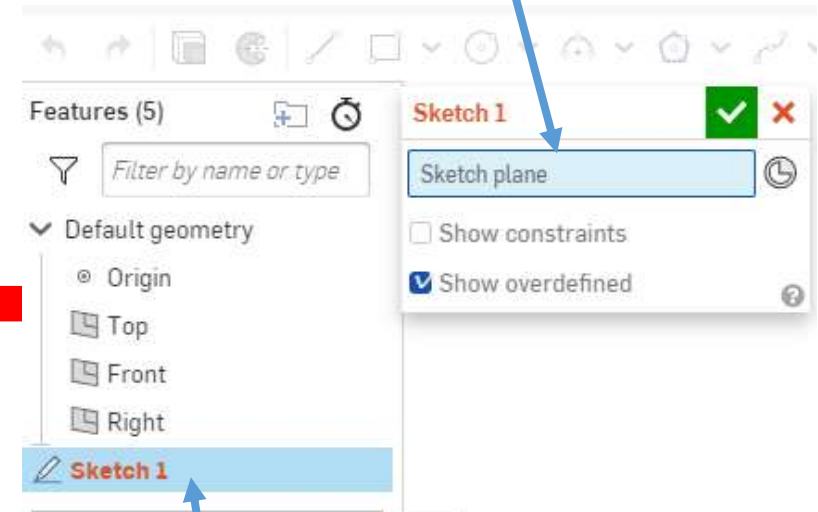 Features (5)
Filter by name or type
Default geometry
Origin
Top
Front
Right
Sketch 1
Sketch 1
Sketch plane
Show constraints
Show overdefined